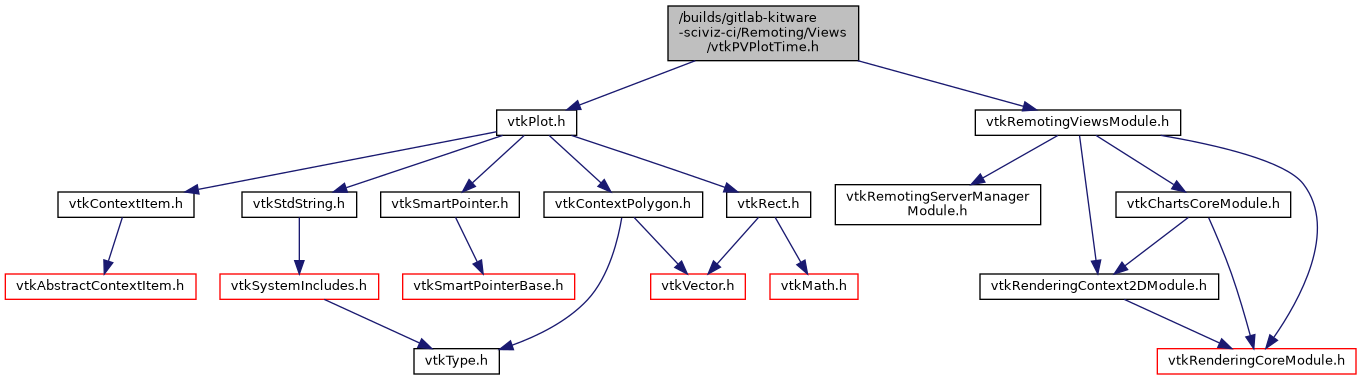 /builds/gitlab-kitware
-sciviz-ci/Remoting/Views
/vtkPVPlotTime.h
vtkPlot.h
vtkRemotingViewsModule.h
vtkContextItem.h
vtkStdString.h
vtkSmartPointer.h
vtkContextPolygon.h
vtkRect.h
vtkRemotingServerManager
Module.h
vtkChartsCoreModule.h
vtkAbstractContextItem.h
vtkSystemIncludes.h
vtkSmartPointerBase.h
vtkVector.h
vtkMath.h
vtkRenderingContext2DModule.h
vtkType.h
vtkRenderingCoreModule.h